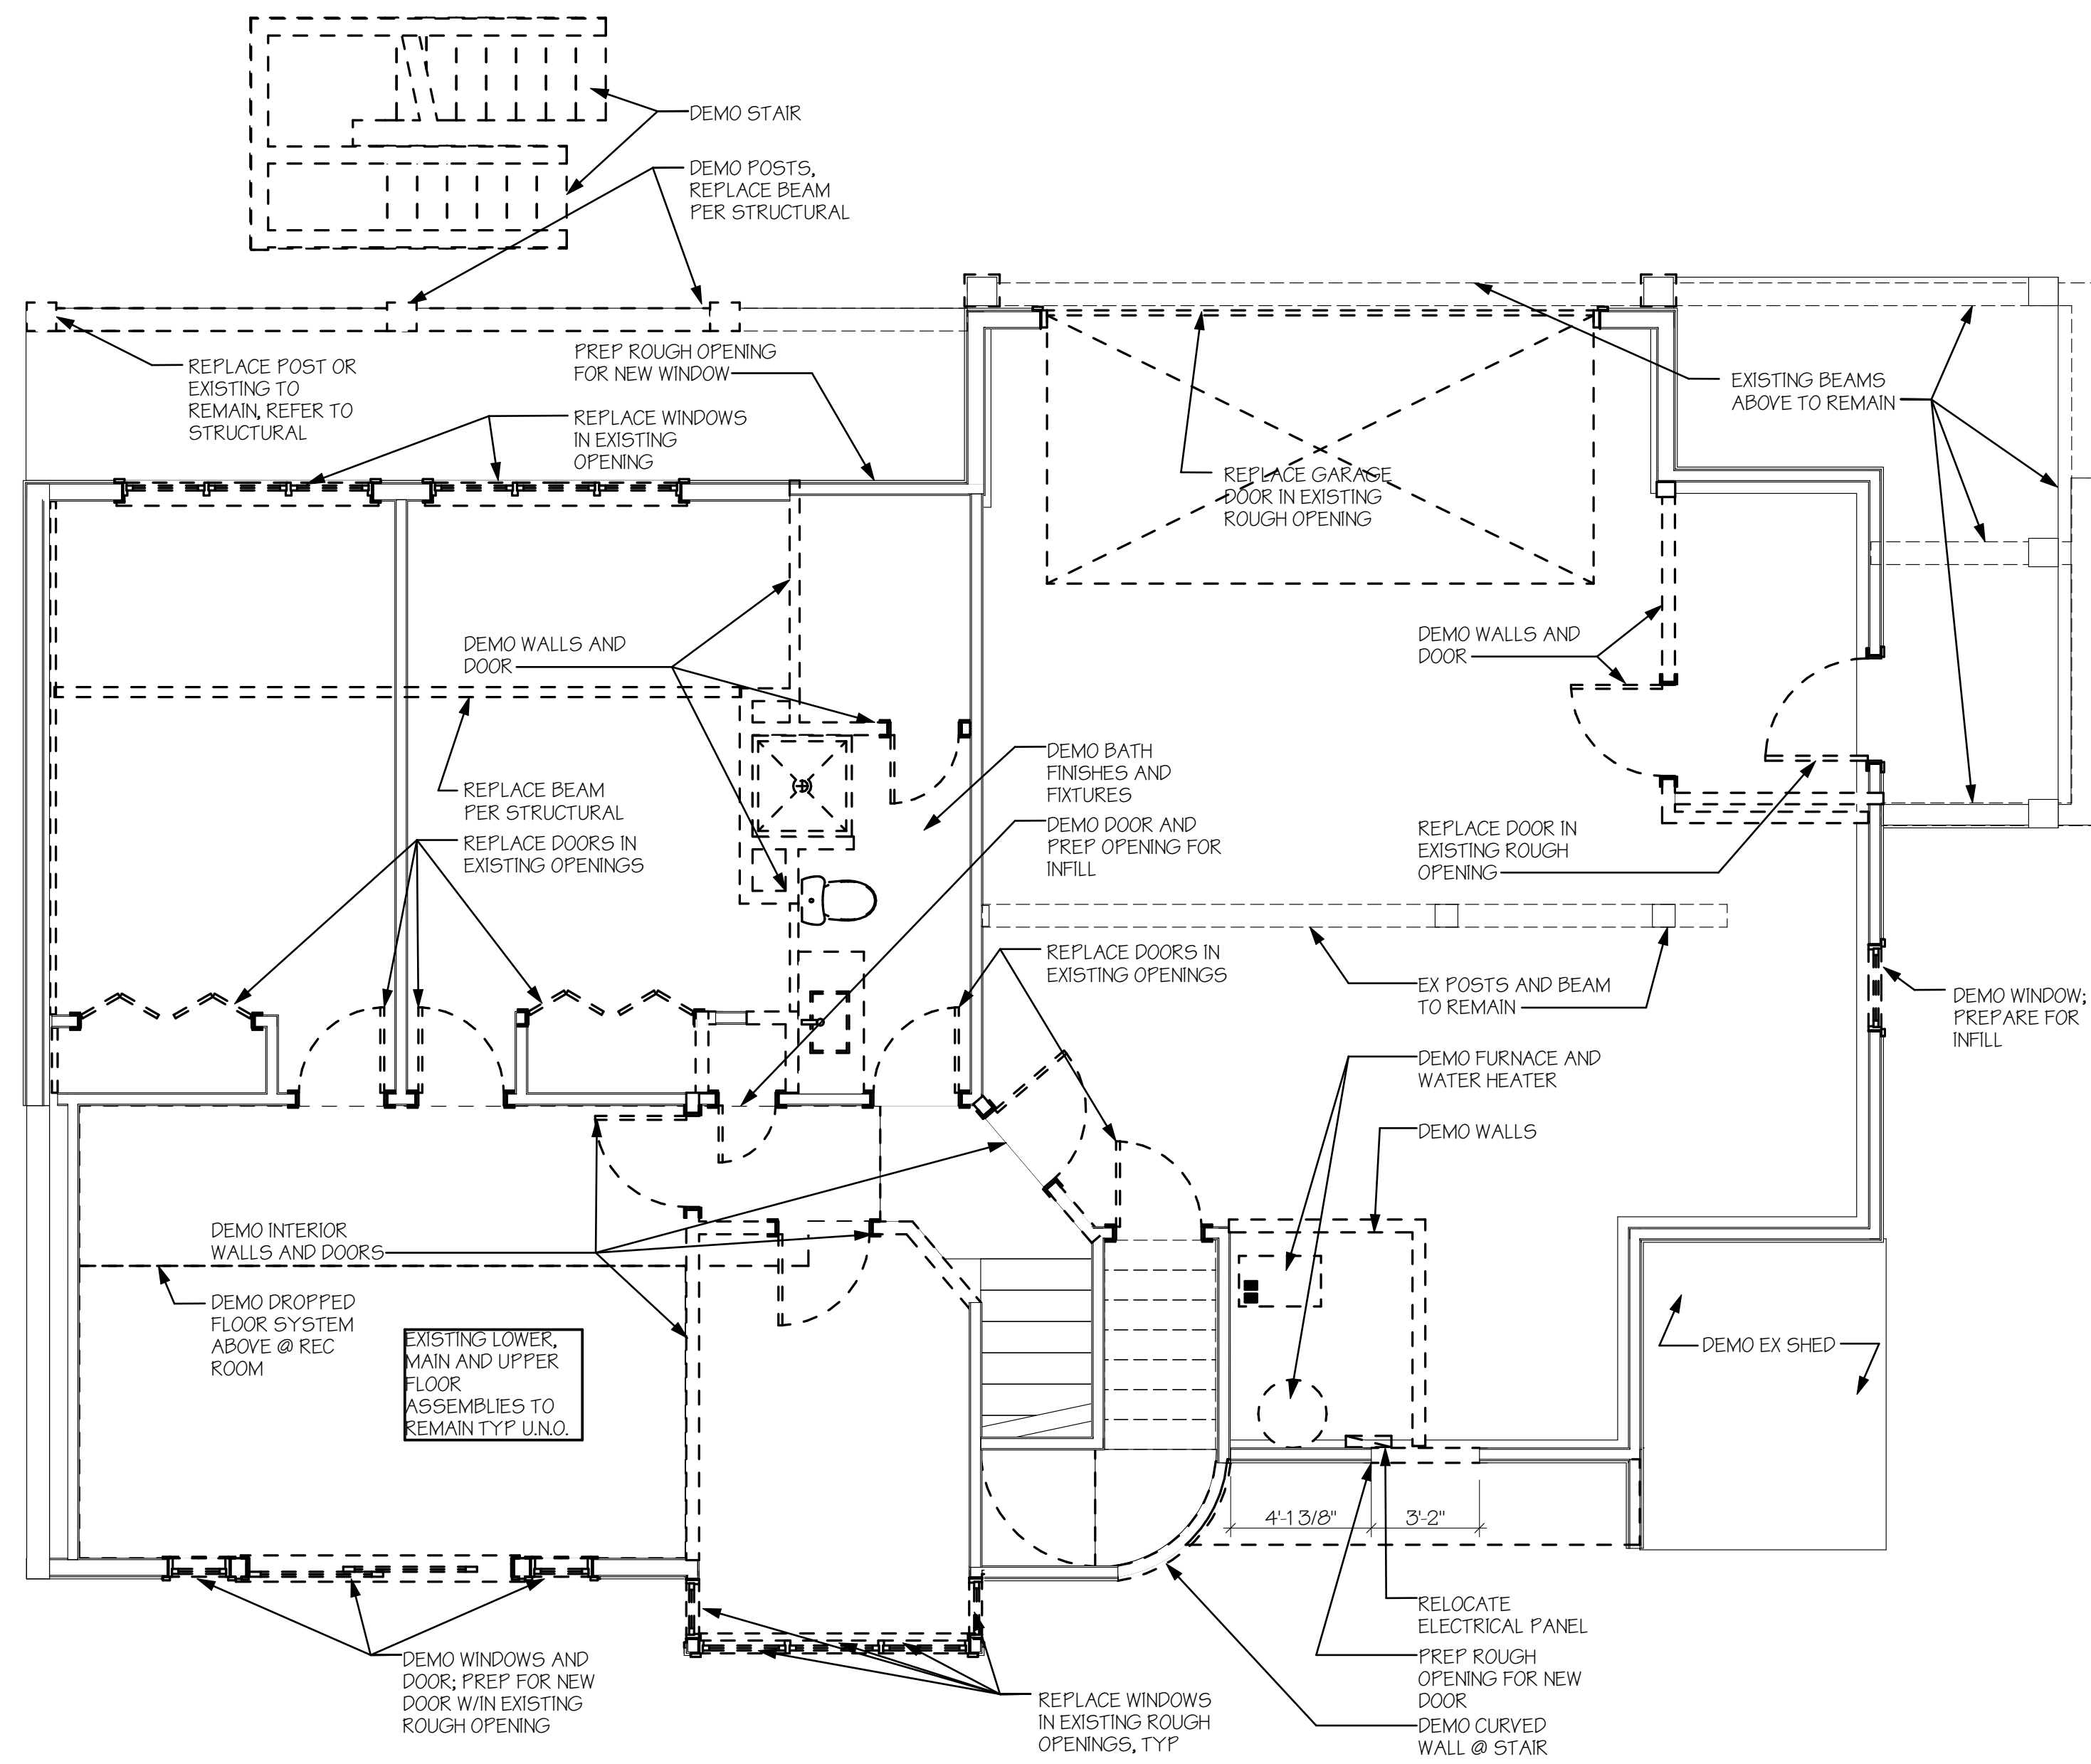 DEMO STAIR
DEMO POSTS,
REPLACE BEAM
PER STRUCTURAL
REPLACE POST OR
EXISTING TO
REMAIN, REFER TO
STRUCTURAL
PREP ROUGH OPENING
FOR NEW WINDOW
REPLACE WINDOWS
IN EXISTING
OPENING
EXISTING BEAMS
ABOVE TO REMAIN
REPLACE GARAGE
DOOR IN EXISTING
ROUGH OPENING
DEMO WALLS AND
DOOR
DEMO WALLS AND
DOOR
REPLACE BEAM
PER STRUCTURAL
REPLACE DOORS IN
EXISTING OPENINGS
DEMO BATH
FINISHES AND
FIXTURES
DEMO DOOR AND
PREP OPENING FOR
INFILL
REPLACE DOOR IN
EXISTING ROUGH
OPENING
REPLACE DOORS IN
EXISTING OPENINGS
EX POSTS AND BEAM
TO REMAIN
DEMO WINDOW;
PREPARE FOR
INFILL
DEMO FURNACE AND
WATER HEATER
DEMO WALLS
DEMO INTERIOR
WALLS AND DOORS
DEMO DROPPED
FLOOR SYSTEM
ABOVE @ REC
ROOM
EXISTING LOWER,
MAIN AND UPPER
FLOOR
ASSEMBLIES TO
REMAIN TYP U.N.O.
DEMO EX SHED
4'-1 3/8"
3'-2"
RELOCATE
ELECTRICAL PANEL
PREP ROUGH
OPENING FOR NEW
DOOR
DEMO CURVED
WALL @ STAIR
DEMO WINDOWS AND
DOOR; PREP FOR NEW
DOOR W/IN EXISTING
ROUGH OPENING
REPLACE WINDOWS
IN EXISTING ROUGH
OPENINGS, TYP